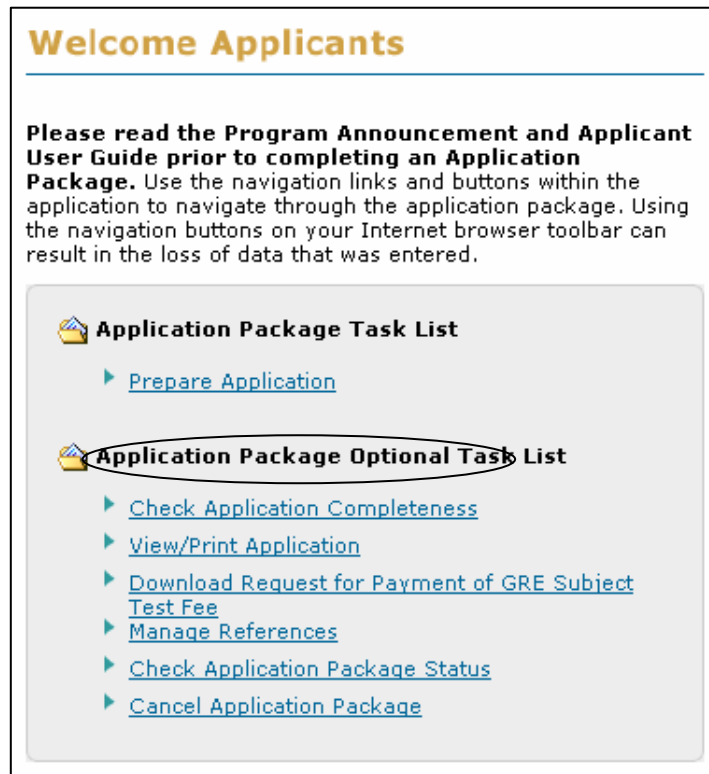 Welcome Applicants
Please read the Program Announcement and Applicant
User Guide prior to completing an Application
Package. Use the navigation links and buttons within the
application to navigate through the application package. Using
the navigation buttons on your Internet browser toolbar can
result in the loss of data that was entered.
Application Package Task List
Prepare Application
Application Package Optional Task List
Check Application Completeness
View/Print Application
Download Request for Payment of GRE Subject
Test Fee
Manage References
Check Application Package Status
Cancel Application Package